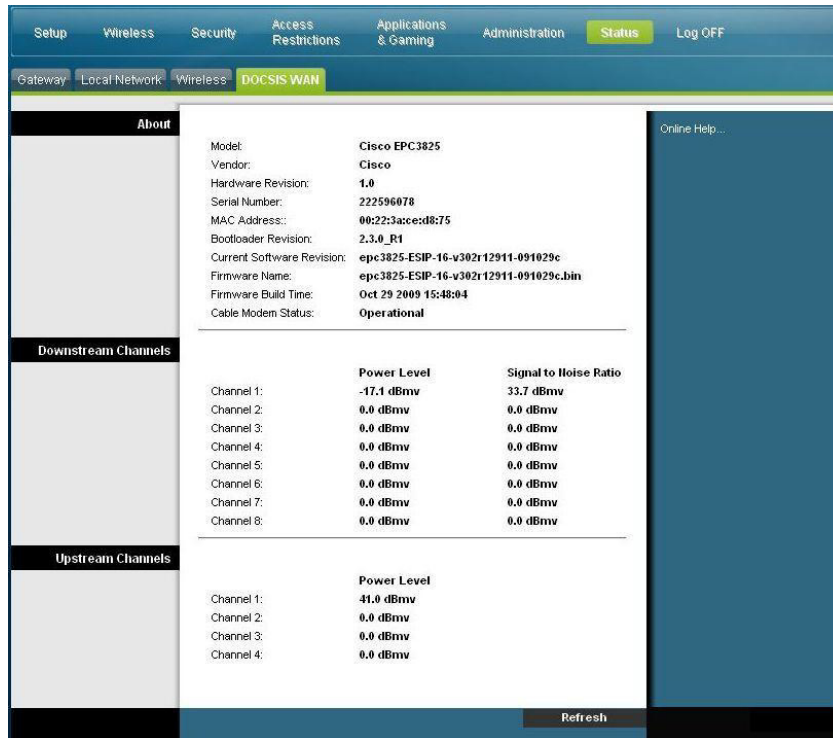 Setup Wireless Security Access Restrictions Applications & Gaming Administration Status Log OFF
Gateway Local Network Wireless DOCSIS WAN
About
Online Help...
Model: Cisco EPC3825
Vendor: Cisco
Hardware Revision: 1.0
Serial Number: 222596078
MAC Address:: 00:22:3a:ce:d8:75
Bootloader Revision: 2.3.0_R1
Current Software Revision: epc3825-ESIP-16-v302r12911-091029c
Firmware Name: epc3825-ESIP-16-v302r12911-091029c.bin
Firmware Build Time: Oct 29 2009 15:48:04
Cable Modem Status: Operational
Downstream Channels
Power Level Signal to Noise Ratio
Channel 1: -17.1 dBmv 33.7 dBmv
Channel 2: 0.0 dBmv 0.0 dBmv
Channel 3: 0.0 dBmv 0.0 dBmv
Channel 4: 0.0 dBmv 0.0 dBmv
Channel 5: 0.0 dBmv 0.0 dBmv
Channel 6: 0.0 dBmv 0.0 dBmv
Channel 7: 0.0 dBmv 0.0 dBmv
Channel 8: 0.0 dBmv 0.0 dBmv
Upstream Channels
Power Level
Channel 1: 41.0 dBmv
Channel 2: 0.0 dBmv
Channel 3: 0.0 dBmv
Channel 4: 0.0 dBmv
Refresh